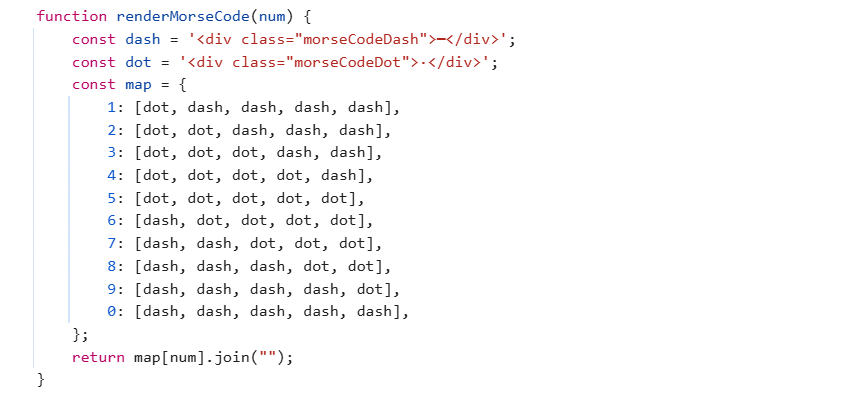 function renderMorseCode(num) {
    const dash = '<div class="morseCodeDash">−</div>';
    const dot = '<div class="morseCodeDot">·</div>';
    const map = {
        1: [dot, dash, dash, dash, dash],
        2: [dot, dot, dash, dash, dash],
        3: [dot, dot, dot, dash, dash],
        4: [dot, dot, dot, dot, dash],
        5: [dot, dot, dot, dot, dot],
        6: [dash, dot, dot, dot, dot],
        7: [dash, dash, dot, dot, dot],
        8: [dash, dash, dash, dot, dot],
        9: [dash, dash, dash, dash, dot],
        0: [dash, dash, dash, dash, dash],
    };
    return map[num].join("");
}